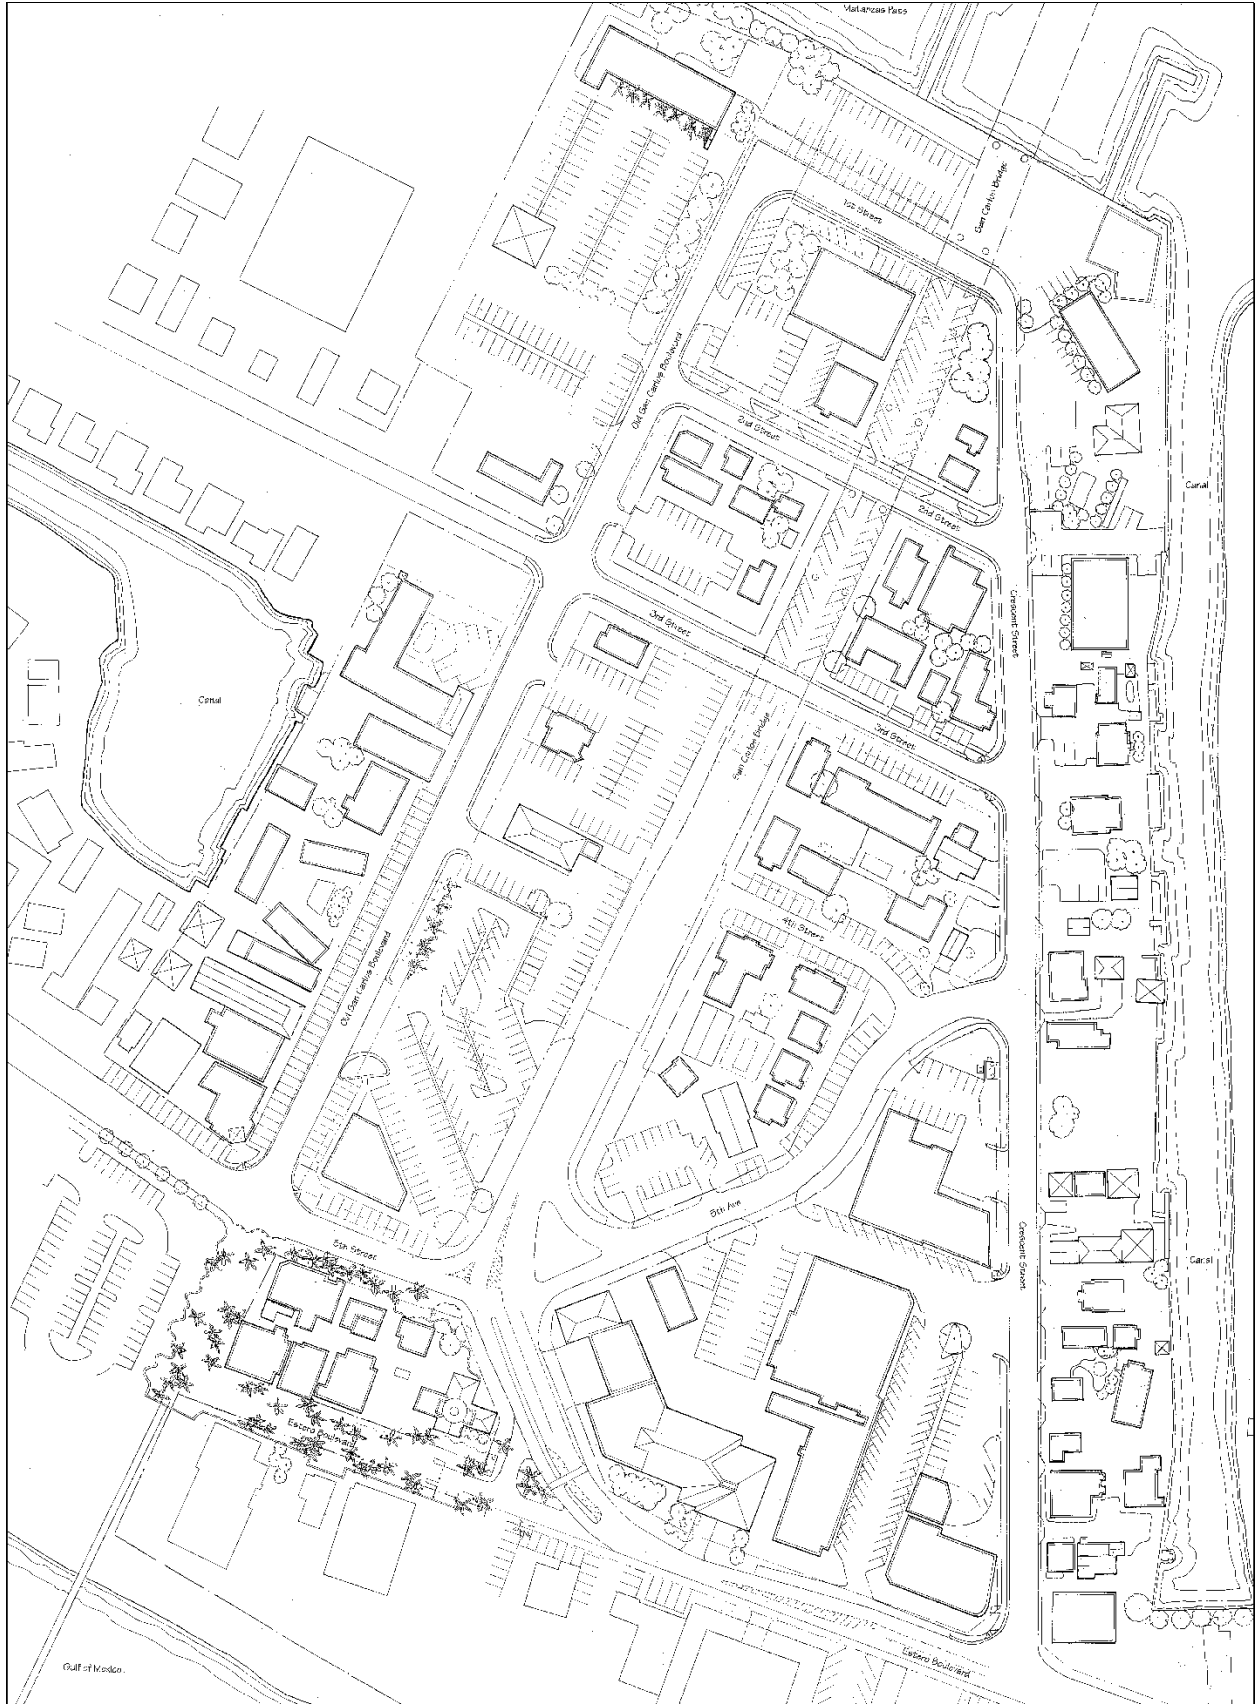 Matanzas Pass
San Carlos Bridge
1st Street
Old San Carlos Boulevard
2nd Street
Canal
2nd Street
Crescent Street
3rd Street
Canal
3rd Street
San Carlos Bridge
4th Street
Old San Carlos Boulevard
5th Ave
5th Street
Crescent Street
Canal
Estero Boulevard
Estero Boulevard
Gulf of Mexico